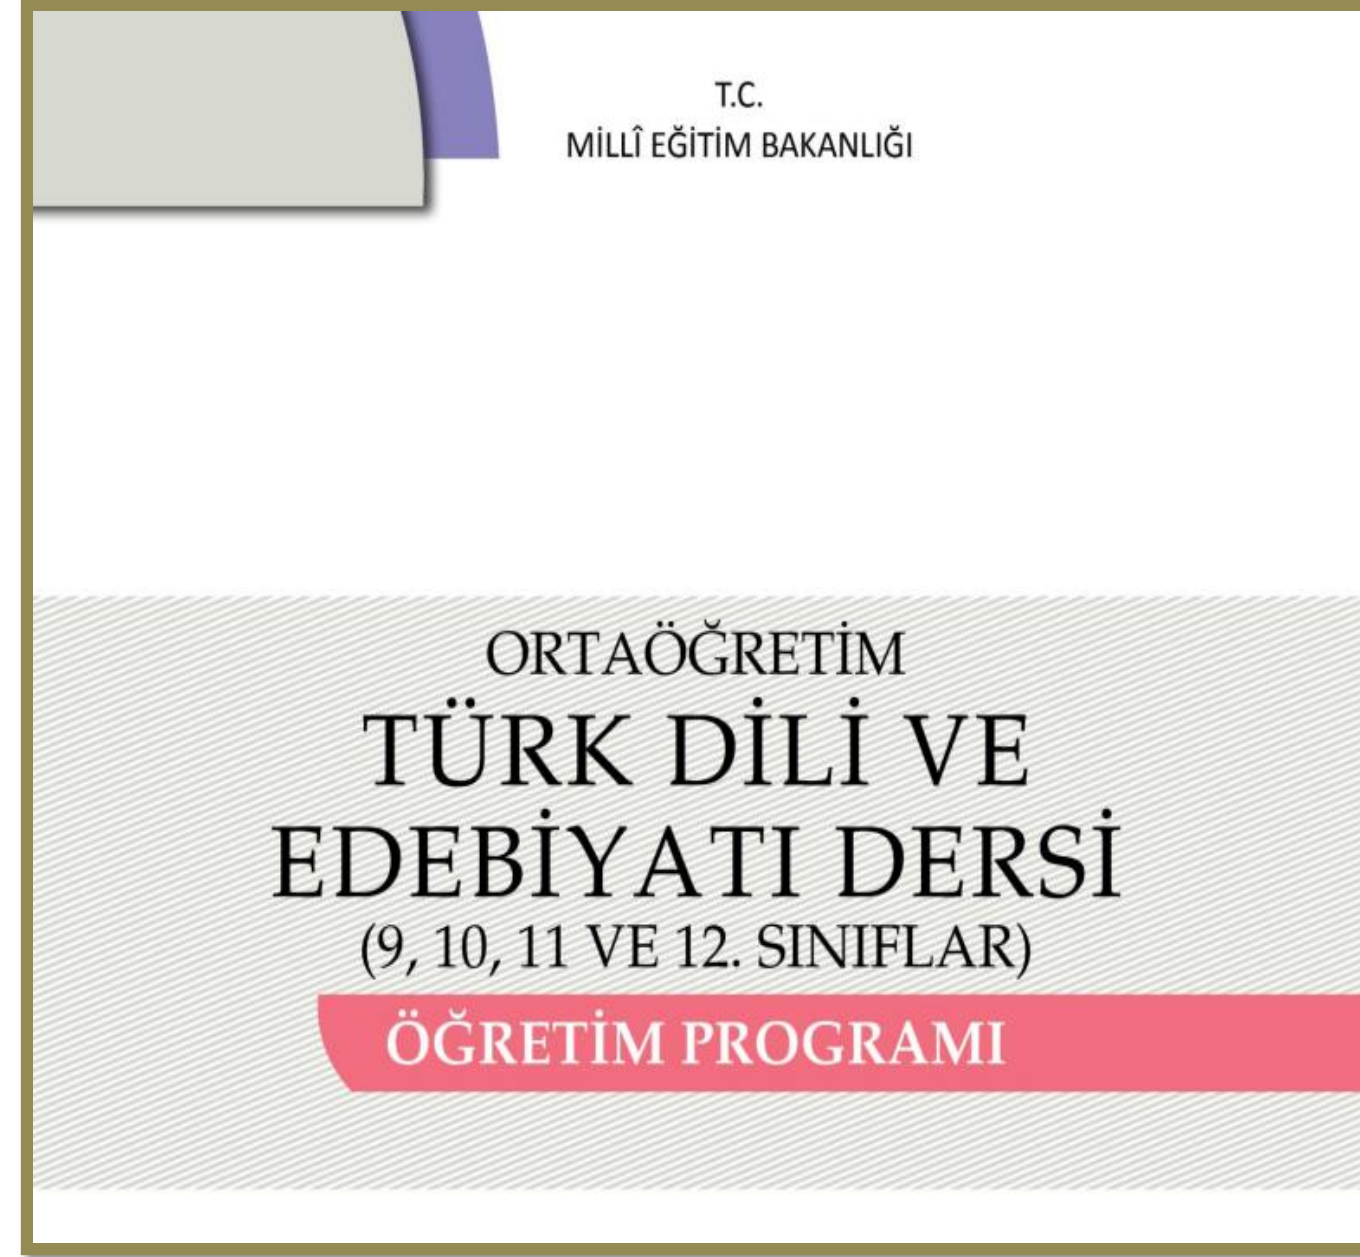 T.C.
MİLLÎ EĞİTİM BAKANLIĞI
ORTAÖĞRETİM
TÜRK DİLİ VE
EDEBİYATI DERSİ
(9, 10, 11 VE 12. SINIFLAR)
ÖĞRETİM PROGRAMI